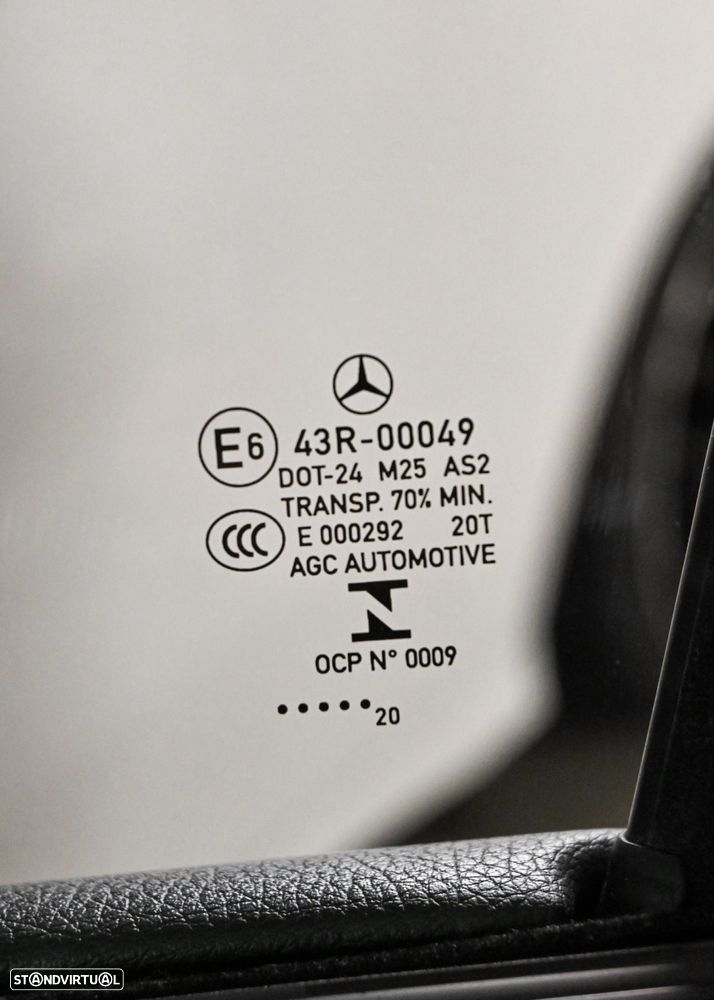 E6 43R-00049
DOT-24 M25 AS2
TRANSP. 70% MIN.
CCC E 000292 20T
AGC AUTOMOTIVE
OCP N° 0009
.....20
STANDVIRTUAL